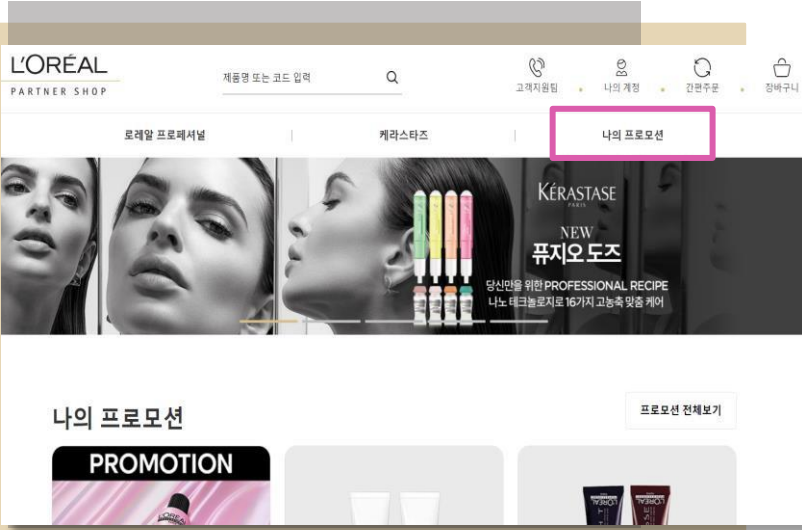 L'ORÉAL
PARTNER SHOP
제품명 또는 코드 입력
고객지원팀
나의 계정
간편주문
장바구니
로레알 프로페셔널
케라스타즈
나의 프로모션
KÉRASTASE
PARIS
NEW
퓨지오 도즈
당신만을 위한 PROFESSIONAL RECIPE
나노 테크놀로지로 16가지 고농축 맞춤 케어
나의 프로모션
프로모션 전체보기
PROMOTION